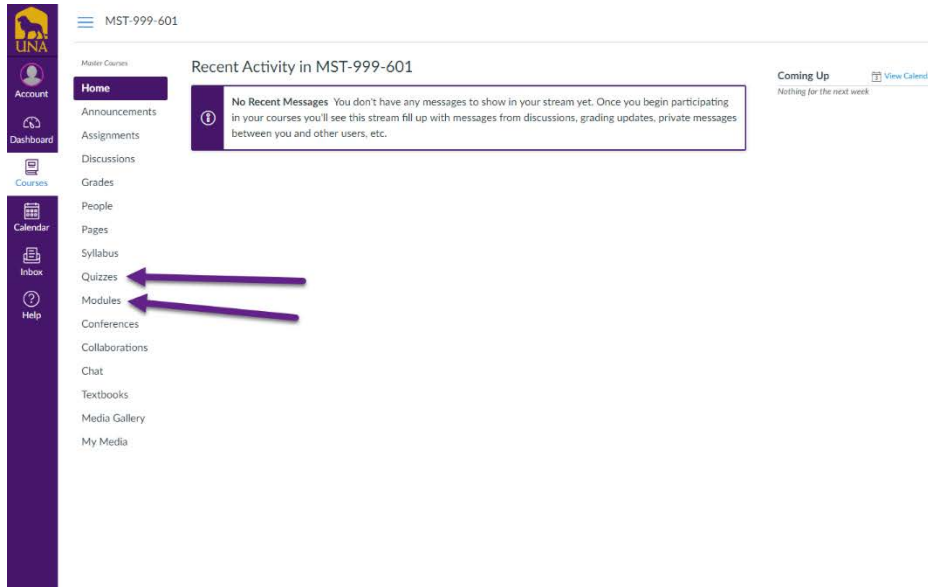 UNA
Account
Dashboard
Courses
Calendar
Inbox
Help
MST-999-601
Master Courses
Home
Announcements
Assignments
Discussions
Grades
People
Pages
Syllabus
Quizzes
Modules
Conferences
Collaborations
Chat
Textbooks
Media Gallery
My Media
Recent Activity in MST-999-601
No Recent Messages You don't have any messages to show in your stream yet. Once you begin participating
in your courses you'll see this stream fill up with messages from discussions, grading updates, private messages
between you and other users, etc.
Coming Up
View Calend
Nothing for the next week